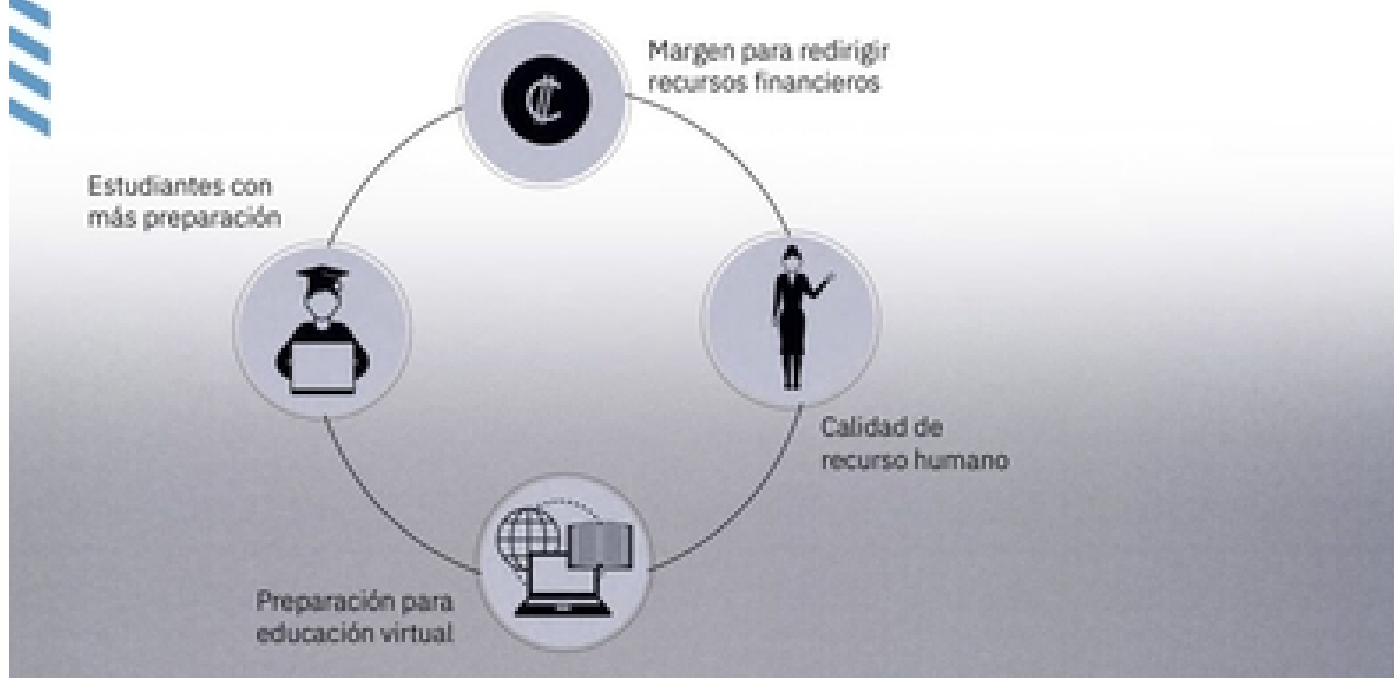 Margen para redirigir
recursos financieros
₡
Estudiantes con
más preparación
Calidad de
recurso humano
Preparación para
educación virtual